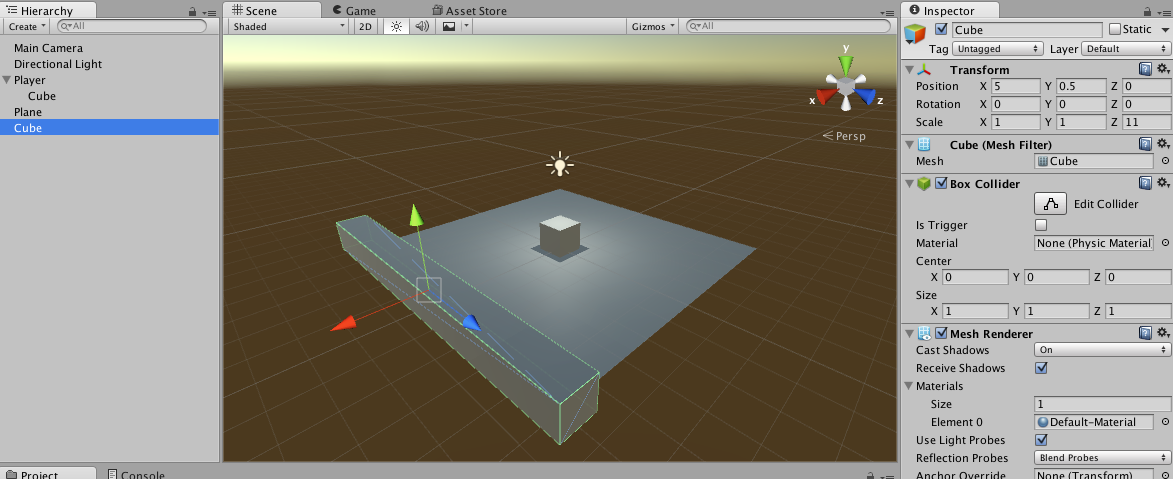 Hierarchy
Create
All
Main Camera
Directional Light
Player
Cube
Plane
Cube
Scene
Game
Asset Store
Shaded
2D
Gizmos
All
y
x
z
Persp
Project
Console
Inspector
Cube
Static
Tag Untagged Layer Default
Transform
Position X 5 Y 0.5 Z 0
Rotation X 0 Y 0 Z 0
Scale X 1 Y 1 Z 11
Cube (Mesh Filter)
Mesh Cube
Box Collider
Edit Collider
Is Trigger
Material None (Physic Material
Center
X 0 Y 0 Z 0
Size
X 1 Y 1 Z 1
Mesh Renderer
Cast Shadows On
Receive Shadows
Materials
Size 1
Element 0 Default-Material
Use Light Probes
Reflection Probes Blend Probes
Anchor Override None (Transform)